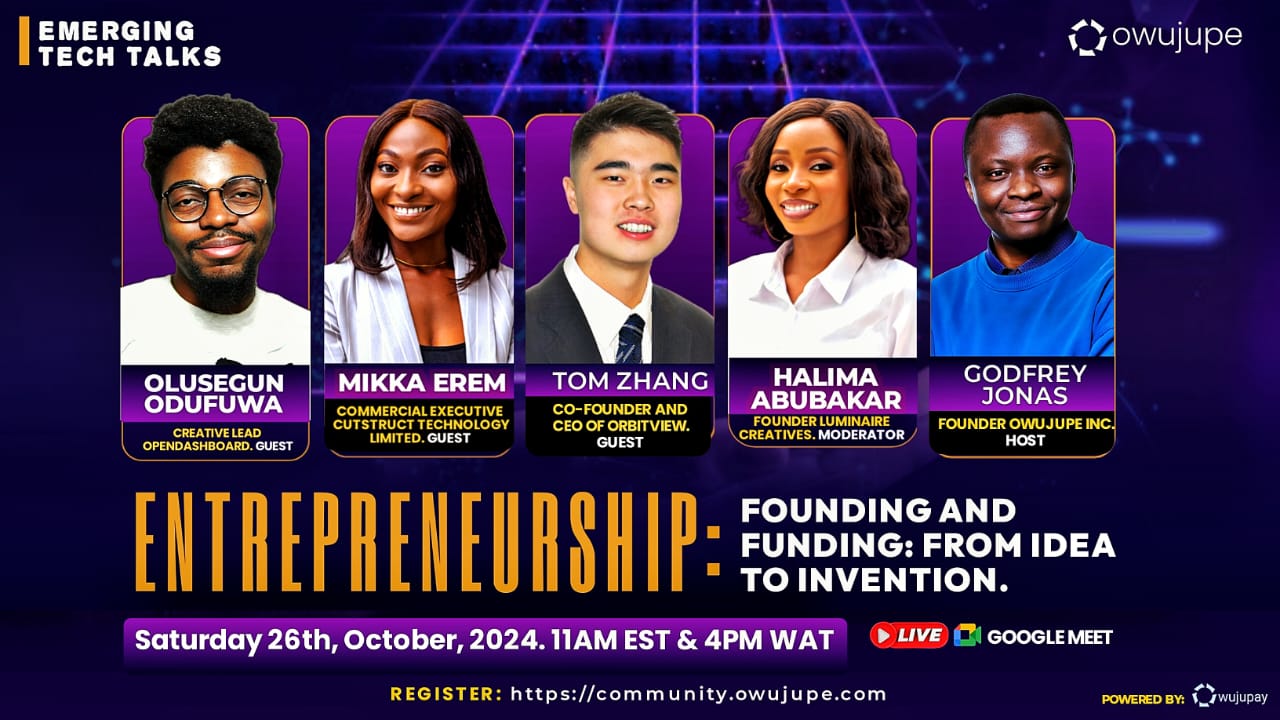 EMERGING
TECH TALKS
owujupe
OLUSEGUN
ODUFUWA
CREATIVE LEAD
OPENDASHBOARD. GUEST
MIKKA EREM
COMMERCIAL EXECUTIVE
CUTSTRUCT TECHNOLOGY
LIMITED. GUEST
TOM ZHANG
CO-FOUNDER AND
CEO OF ORBITVIEW.
GUEST
HALIMA
ABUBAKAR
FOUNDER LUMINAIRE
CREATIVES. MODERATOR
GODFREY
JONAS
FOUNDER OWUJUPE INC.
HOST
ENTREPRENEURSHIP:
FOUNDING AND
FUNDING: FROM IDEA
TO INVENTION.
Saturday 26th, October, 2024. 11AM EST & 4PM WAT
LIVE GOOGLE MEET
REGISTER: https://community.owujupe.com
POWERED BY: wujupay